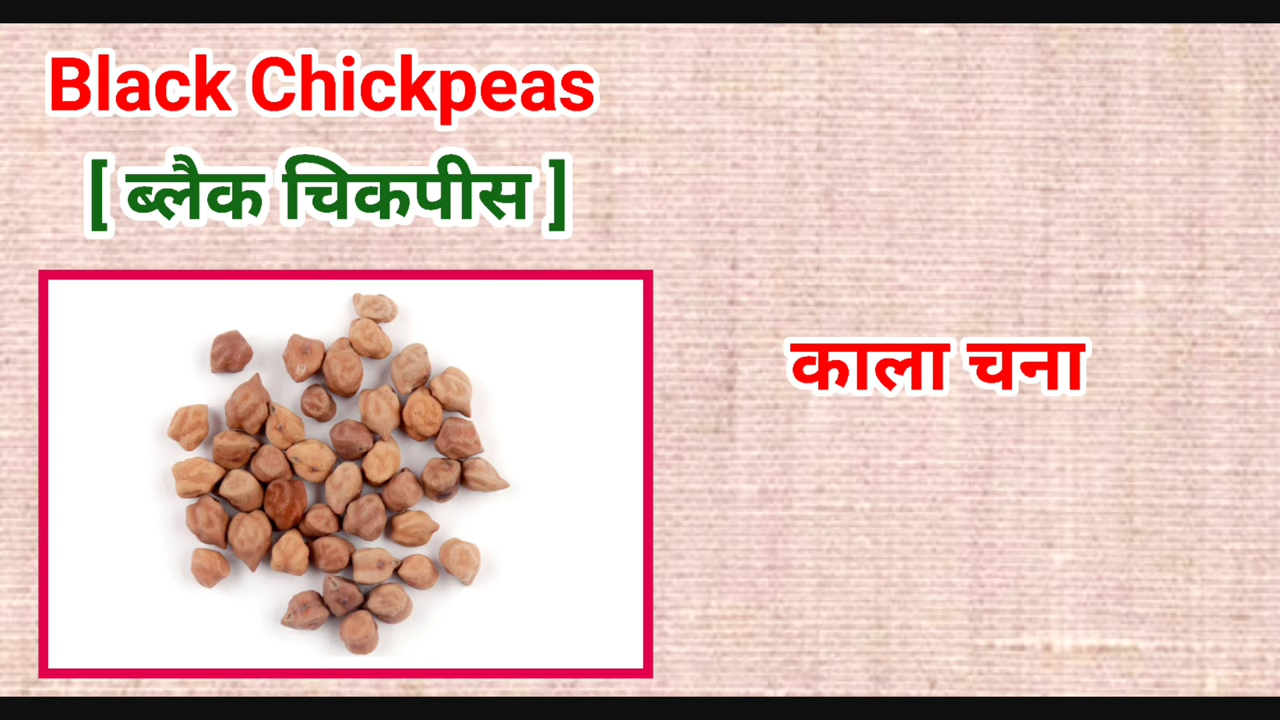 Black Chickpeas
[ ब्लैक चिकपीस ]
काला चना